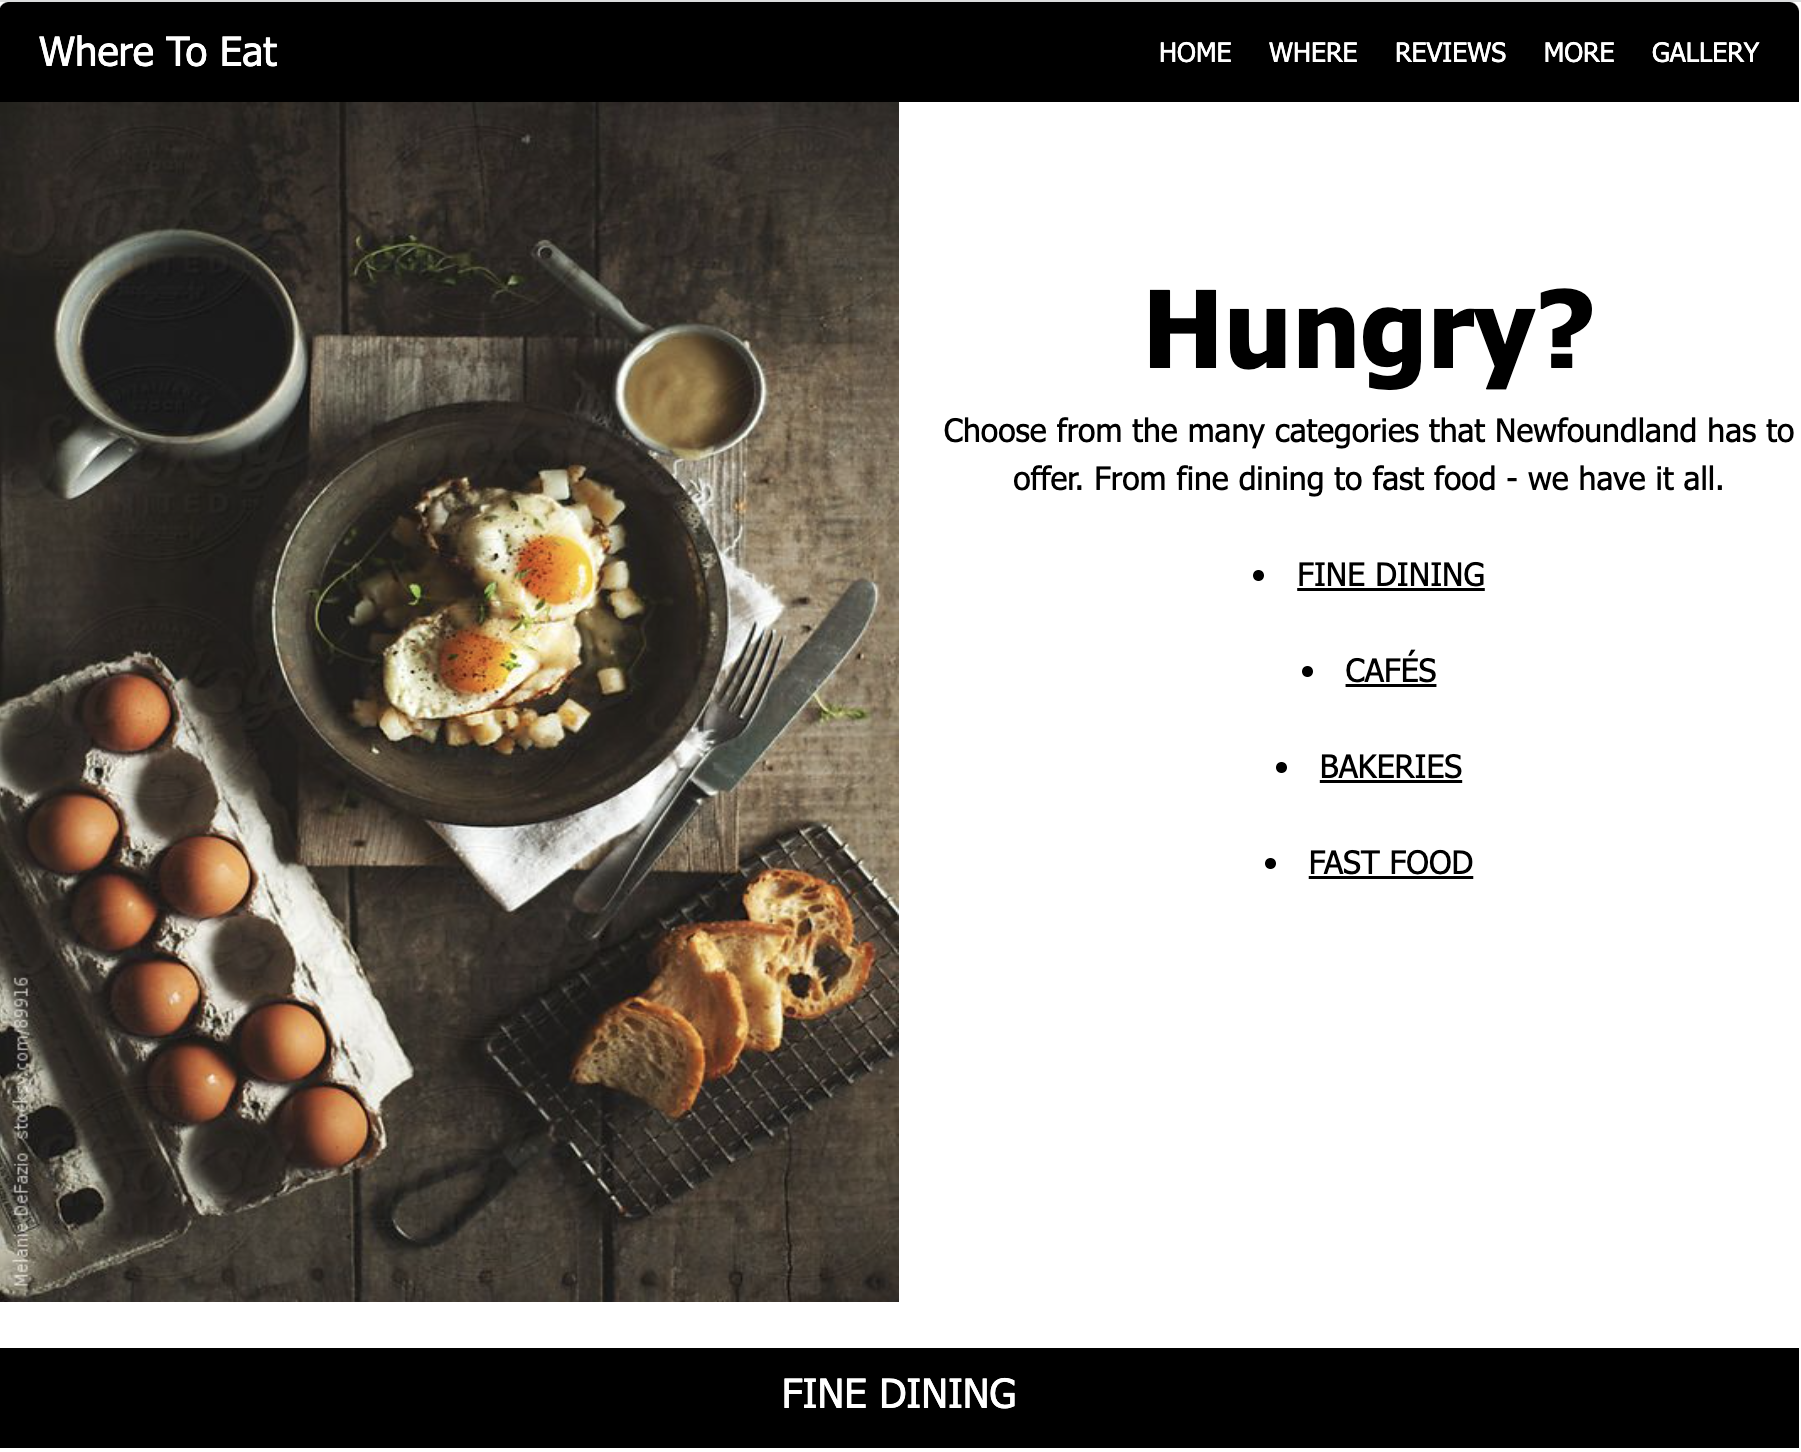 Where To Eat
HOME WHERE REVIEWS MORE GALLERY
Hungry?
Choose from the many categories that Newfoundland has to
offer. From fine dining to fast food - we have it all.
• FINE DINING
• CAFÉS
• BAKERIES
• FAST FOOD
Melanie DeFazio stocksy.com/89916
FINE DINING